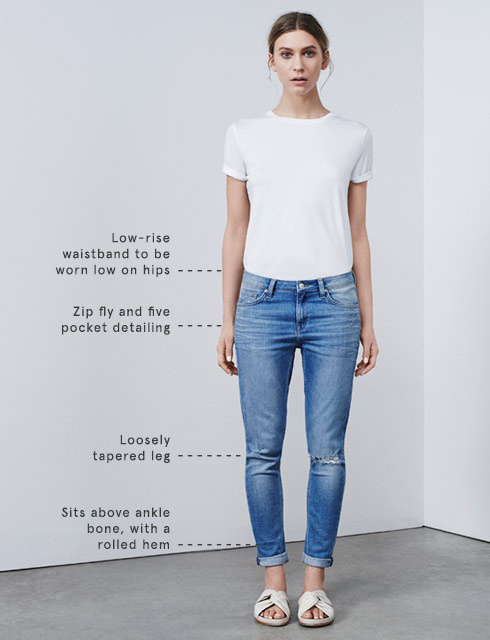 Low-rise
waistband to be
worn low on hips
Zip fly and five
pocket detailing
Loosely
tapered leg
Sits above ankle
bone, with a
rolled hem